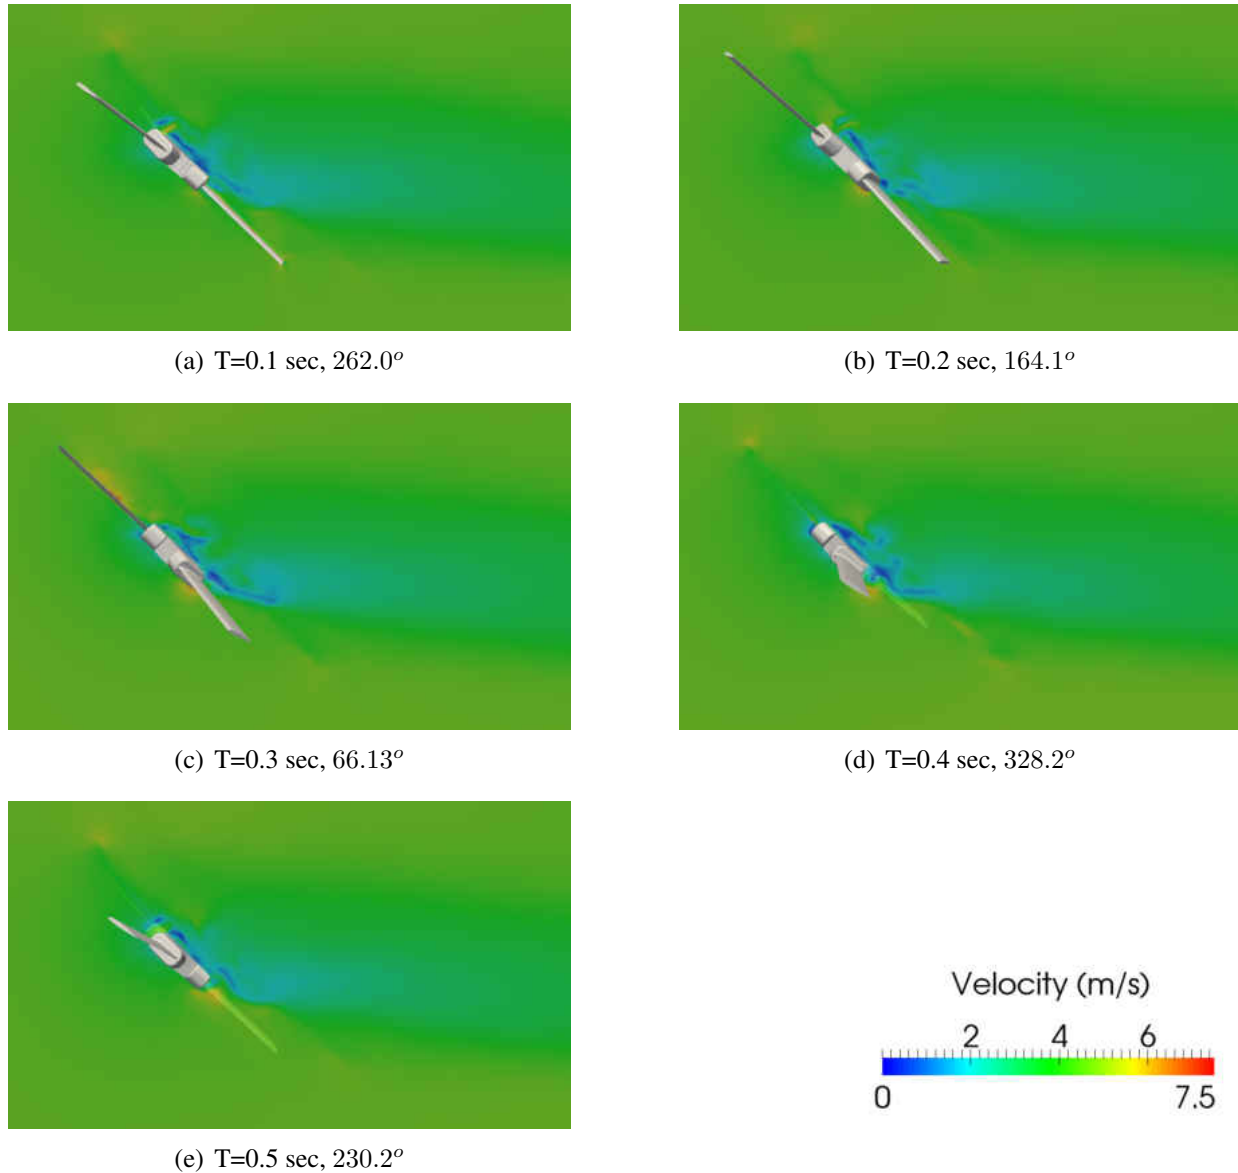 (a) T=0.1 sec, 262.0°
(b) T=0.2 sec, 164.1°
(c) T=0.3 sec, 66.13°
(d) T=0.4 sec, 328.2°
(e) T=0.5 sec, 230.2°
Velocity (m/s)
2 4 6
0 7.5